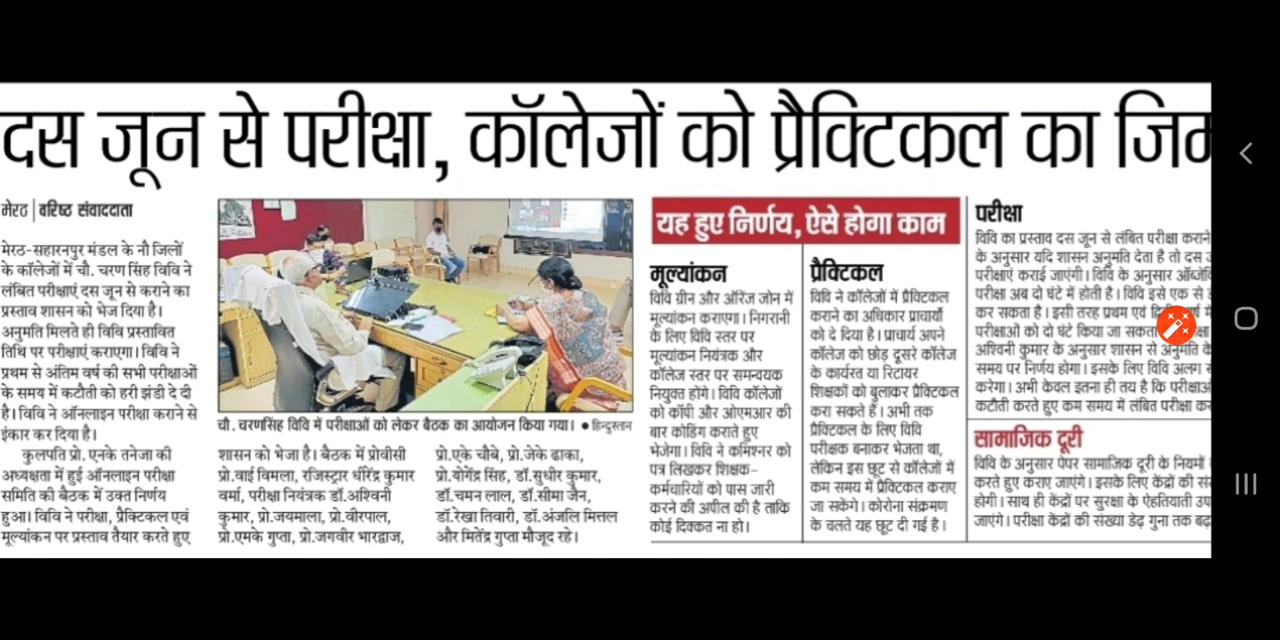 दस जून से परीक्षा, कॉलेजों को प्रैक्टिकल का
मेरठ | वरिष्ठ संवाददाता
मेरठ-सहारनपुर मंडल के नौ जिलों
के कॉलेजों में चौ. चरण सिंह विवि ने
लंबित परीक्षाएं दस जून से कराने का
प्रस्ताव शासन को भेज दिया है।
अनुमति मिलते ही विवि प्रस्तावित
तिथि पर परीक्षाएं कराएगा। विवि ने
प्रथम से अंतिम वर्ष की सभी परीक्षाओं
के समय में कटौती को हरी झंडी दे दी
है। विवि ने ऑनलाइन परीक्षा कराने से
इंकार कर दिया है।
कुलपति प्रो. एनके तनेजा की
अध्यक्षता में हुई ऑनलाइन परीक्षा
समिति की बैठक में उक्त निर्णय
हुआ। विवि ने परीक्षा, प्रैक्टिकल एवं
मूल्यांकन पर प्रस्ताव तैयार करते हुए
चौ. चरणसिंह विवि में परीक्षाओं को लेकर बैठक का आयोजन किया गया। ● हिन्दुस्तान
शासन को भेजा है। बैठक में प्रोवीसी
प्रो.वाई विमला, रजिस्ट्रार धीरेंद्र कुमार
वर्मा, परीक्षा नियंत्रक डॉ.अश्विनी
कुमार, प्रो.जयमाला, प्रो.वीरपाल,
प्रो.एमके गुप्ता, प्रो.जगवीर भारद्वाज,
प्रो.एके चौबे, प्रो.जेके ढाका,
प्रो.योगेंद्र सिंह, डॉ.सुधीर कुमार,
डॉ.चमन लाल, डॉ.सीमा जैन,
डॉ.रेखा तिवारी, डॉ.अंजलि मित्तल
और मितेंद्र गुप्ता मौजूद रहे।
यह हुए निर्णय, ऐसे होगा काम
मूल्यांकन
विवि ग्रीन और ऑरेंज जोन में
मूल्यांकन कराएगा। निगरानी
के लिए विवि स्तर पर
मूल्यांकन नियंत्रक और
कॉलेज स्तर पर समन्वयक
नियुक्त होंगे। विवि कॉलेजों
को कॉपी और ओएमआर की
बार कोडिंग कराते हुए
भेजेगा। विवि ने कमिश्नर को
पत्र लिखकर शिक्षक-
कर्मचारियों को पास जारी
करने की अपील की है ताकि
कोई दिक्कत ना हो।
प्रैक्टिकल
विवि ने कॉलेजों में प्रैक्टिकल
कराने का अधिकार प्राचार्यों
को दे दिया है। प्राचार्य अपने
कॉलेज को छोड़ दूसरे कॉलेज
के कार्यरत या रिटायर
शिक्षकों को बुलाकर प्रैक्टिकल
करा सकते हैं। अभी तक
प्रैक्टिकल के लिए विवि
परीक्षक बनाकर भेजता था,
लेकिन इस छूट से कॉलेजों में
कम समय में प्रैक्टिकल कराए
जा सकेंगे। कोरोना संक्रमण
के चलते यह छूट दी गई है।
परीक्षा
विवि का प्रस्ताव दस जून से लंबित परीक्षा कराने
के अनुसार यदि शासन अनुमति देता है तो दस
परीक्षाएं कराई जाएंगी। विवि के अनुसार
परीक्षा अब दो घंटे में होती है। विवि इसे एक से
कर सकता है। इसी तरह प्रथम एवं
परीक्षाओं को दो घंटे किया जा सकता
अश्विनी कुमार के अनुसार शासन से अनुमति के
समय पर निर्णय होगा। इसके लिए विवि अलग
करेगा। अभी केवल इतना ही तय है कि
कटौती करते हुए कम समय में लंबित परीक्षा
सामाजिक दूरी
विवि के अनुसार पेपर सामाजिक दूरी के नियमों
करते हुए कराए जाएंगे। इसके लिए केंद्रों की
होगी। साथ ही केंद्रों पर सुरक्षा के ऐहतियाती
जाएंगे। परीक्षा केंद्रों की संख्या डेढ़ गुना तक